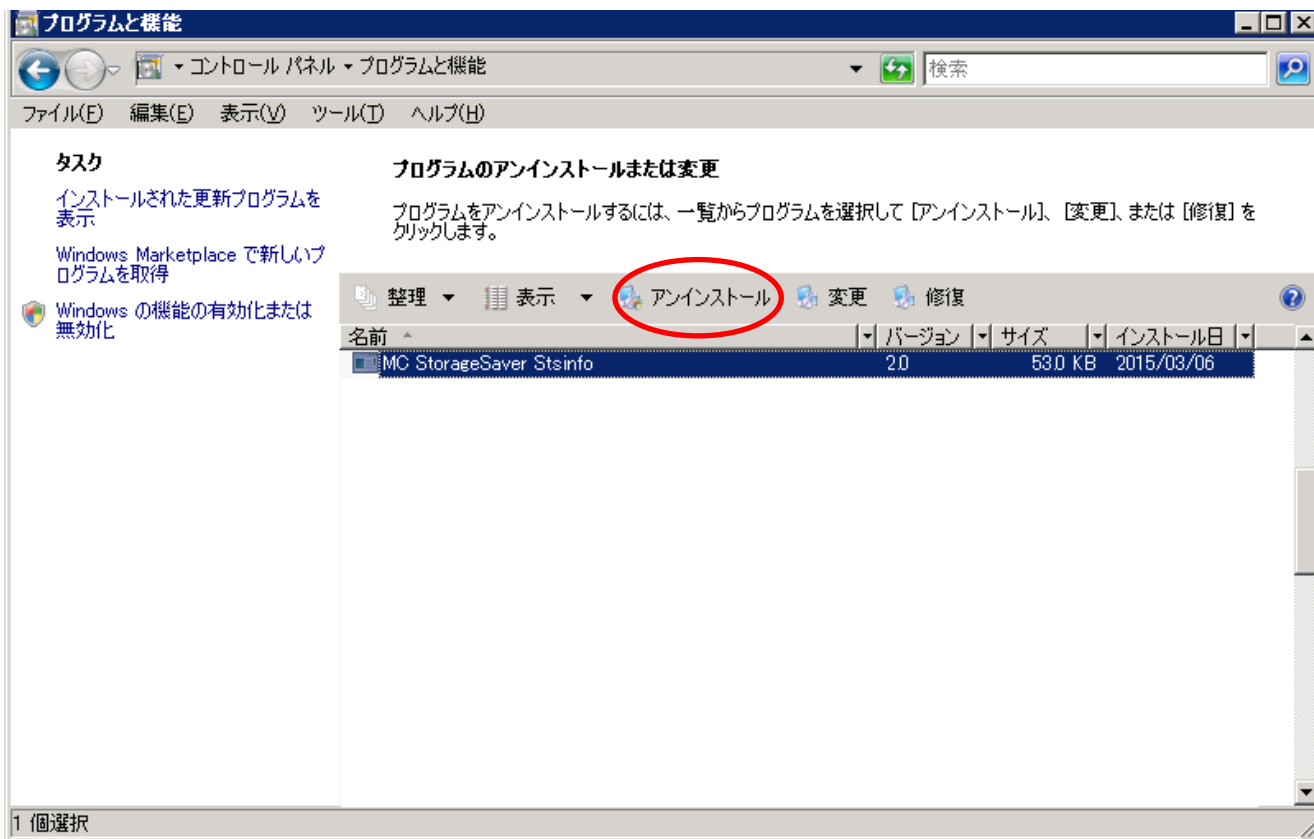 プログラムと機能
コントロール パネル プログラムと機能
検索
ファイル(F) 編集(E) 表示(V) ツール(T) ヘルプ(H)
タスク
インストールされた更新プログラムを
表示
Windows Marketplace で新しいプ
ログラムを取得
Windows の機能の有効化または
無効化
プログラムのアンインストールまたは変更
プログラムをアンインストールするには、一覧からプログラムを選択して [アンインストール]、[変更]、または [修復] を
クリックします。
整理 表示 アンインストール 変更 修復
名前 バージョン サイズ インストール日
MC StorageSaver Stsinfo 2.0 53.0 KB 2015/03/06
1 個選択